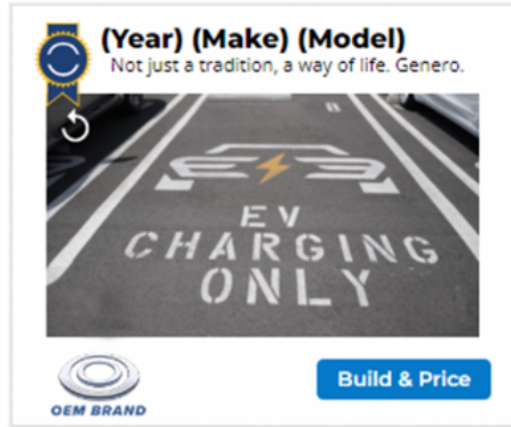 (Year) (Make) (Model)
Not just a tradition, a way of life. Genero.
EV
CHARGING
ONLY
OEM BRAND
Build & Price